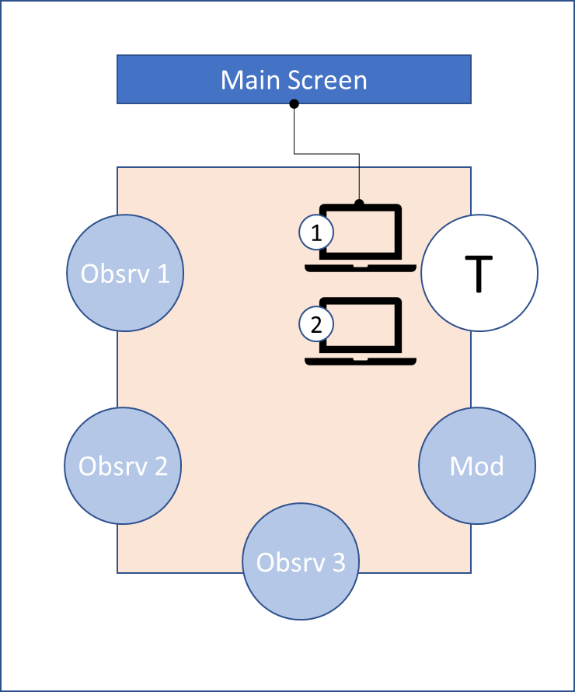 Main Screen
1
Obsrv 1
T
2
Obsrv 2
Mod
Obsrv 3